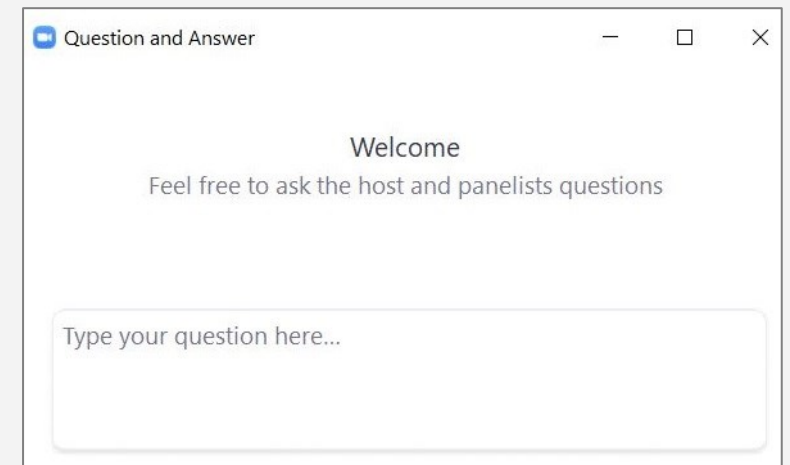 Question and Answer
Welcome
Feel free to ask the host and panelists questions
Type your question here...